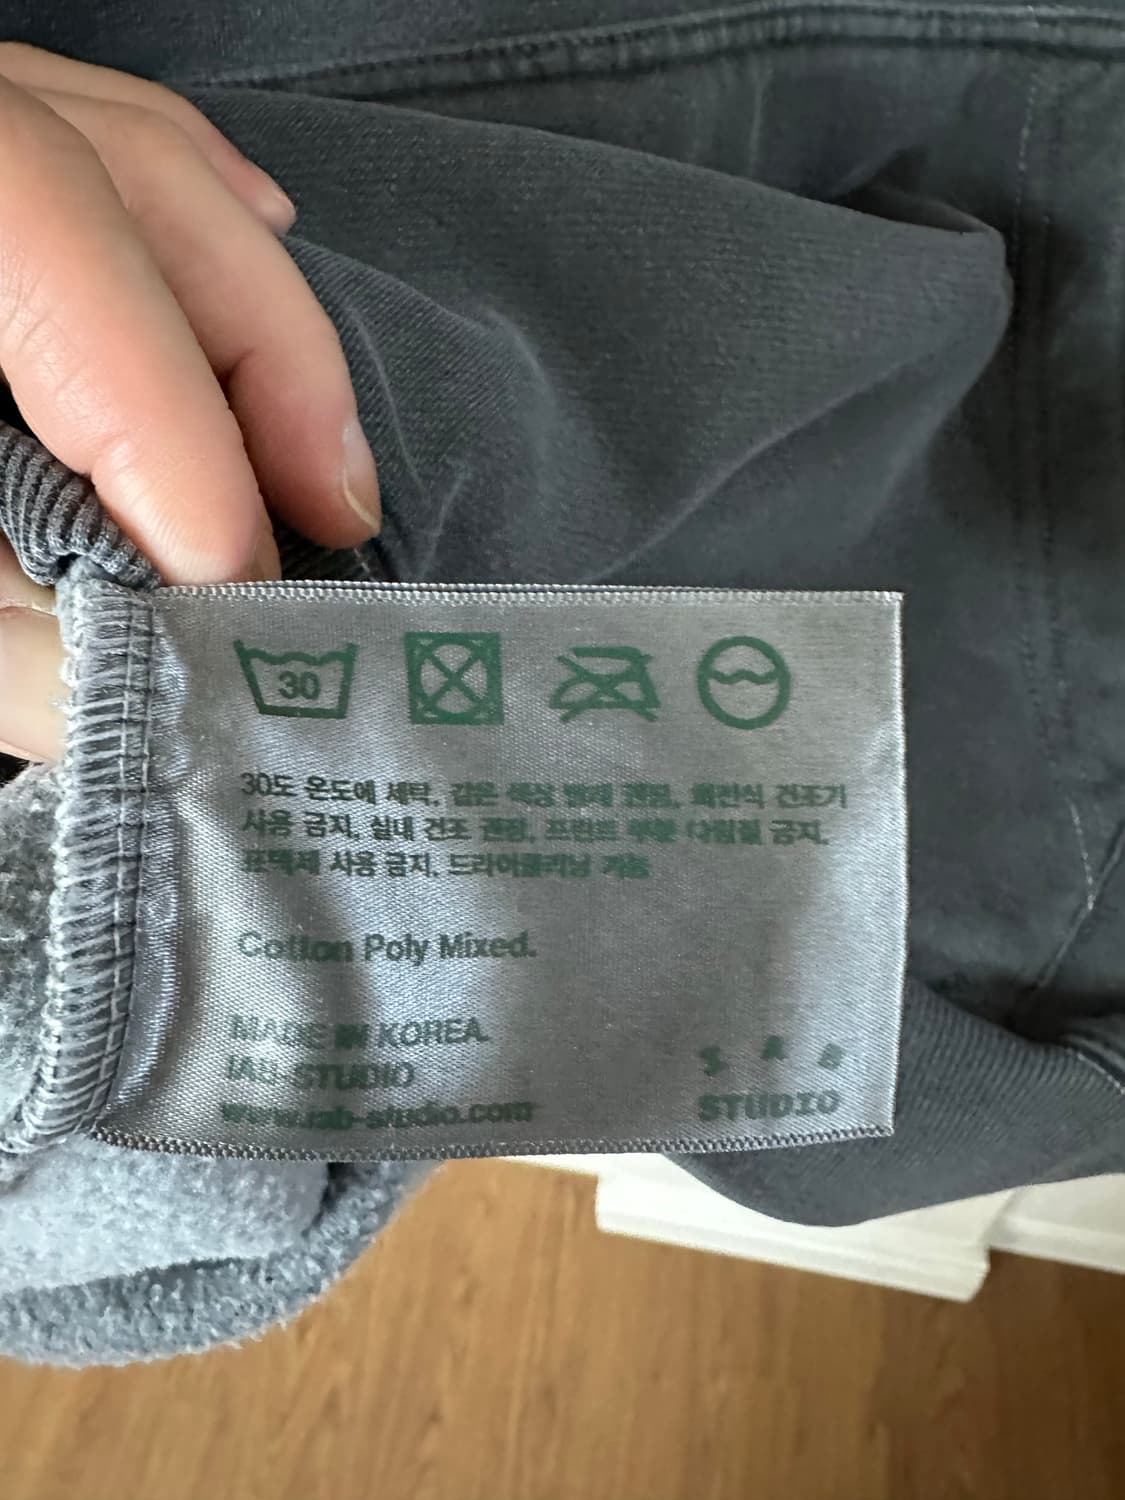 30
30도 온도에 세탁, 같은 색상 빨래 권장, 회전식 건조기
사용 금지, 실내 건조 권장, 프린트 부분 다림질 금지,
표백제 사용 금지, 드라이클리닝 가능
Cotton Poly Mixed.
MADE IN KOREA.
IAB-STUDIO
www.iab-studio.com
I A B
STUDIO